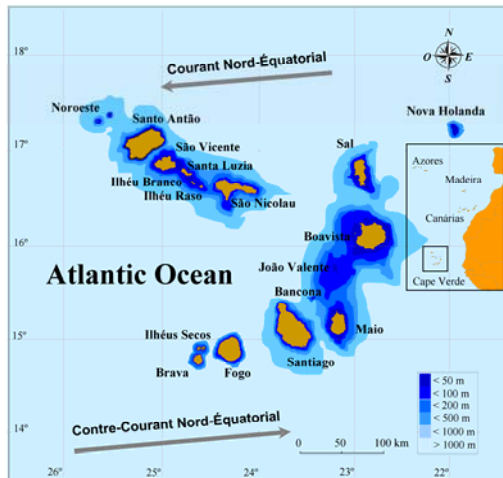 18°
17°
16°
15°
14°
26°
25°
24°
23°
22°
Courant Nord-Équatorial
N
O
E
S
Noroeste
Santo Antão
São Vicente
Santa Luzia
Ilhéu Branco
Ilhéu Raso
São Nicolau
Nova Holanda
Sal
Boavista
João Valente
Bancona
Maio
Santiago
Atlantic Ocean
Ilhéus Secos
Brava
Fogo
Azores
Madeira
Canárias
Cape Verde
Contre-Courant Nord-Équatorial
0 50 100 km
< 50 m
< 100 m
< 200 m
< 500 m
< 1000 m
> 1000 m